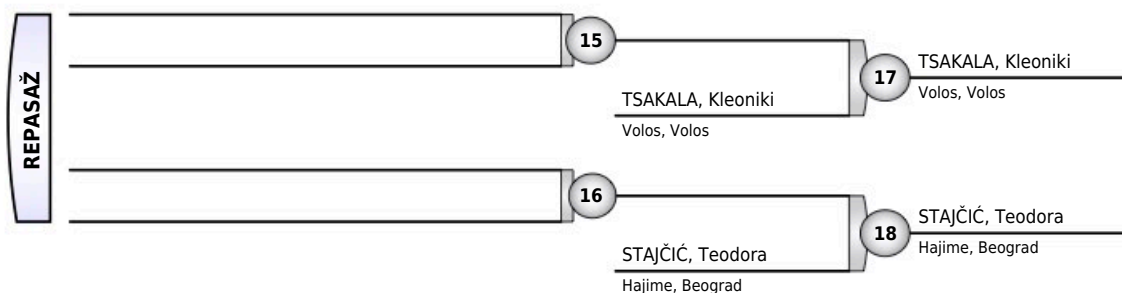 REPASAŽ
15
TSAKALA, Kleoniki
Volos, Volos
17
TSAKALA, Kleoniki
Volos, Volos
16
STAJČIĆ, Teodora
Hajime, Beograd
18
STAJČIĆ, Teodora
Hajime, Beograd